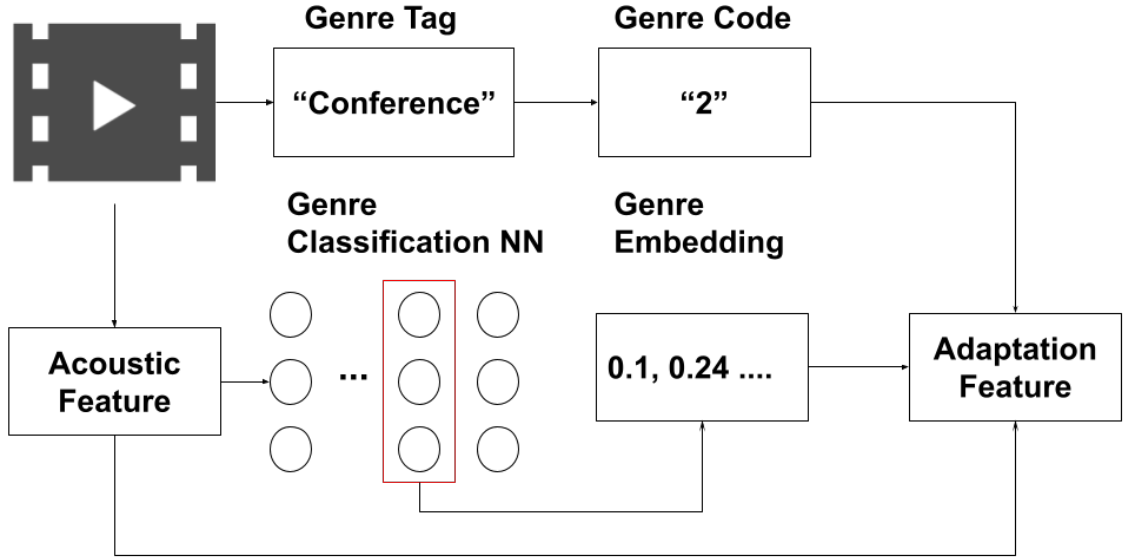 Genre Tag
Genre Code
“Conference”
“2”
Genre
Classification NN
Genre
Embedding
Acoustic
Feature
...
0.1, 0.24 ....
Adaptation
Feature